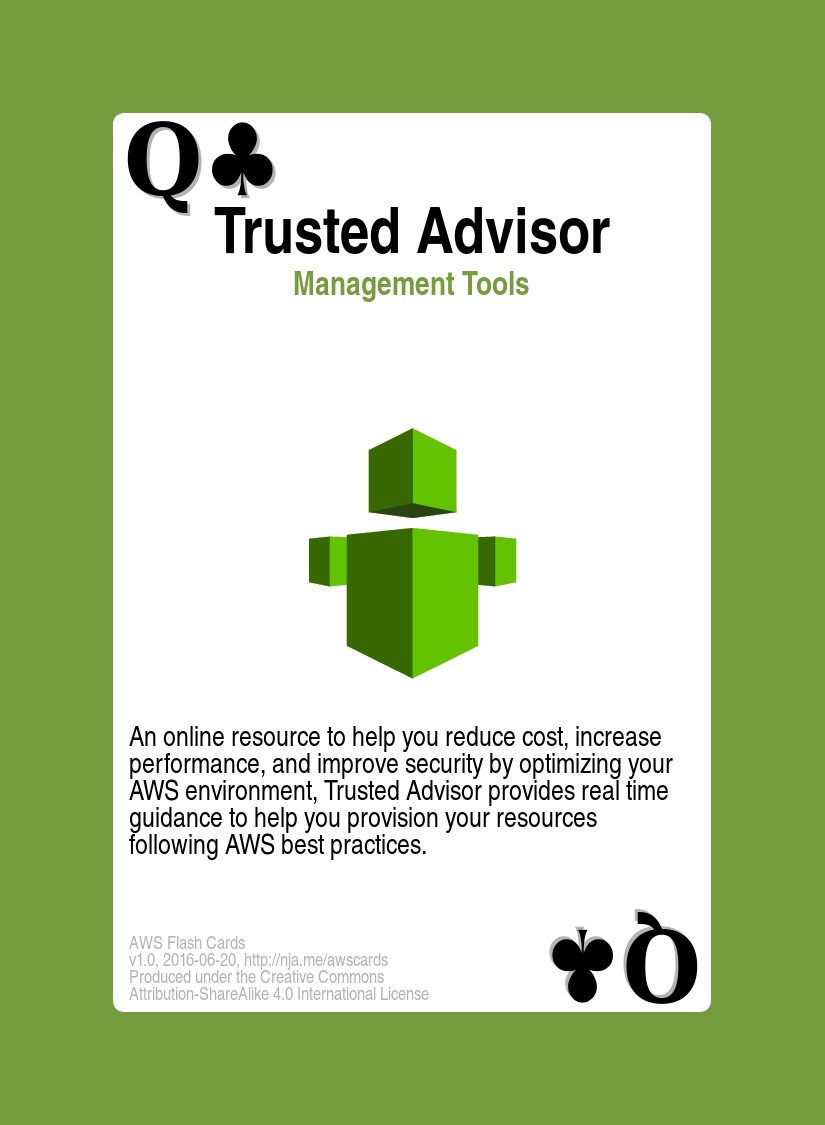 Q♣
Trusted Advisor
Management Tools
An online resource to help you reduce cost, increase
performance, and improve security by optimizing your
AWS environment, Trusted Advisor provides real time
guidance to help you provision your resources
following AWS best practices.
AWS Flash Cards
v1.0, 2016-06-20, http://nja.me/awscards
Produced under the Creative Commons
Attribution-ShareAlike 4.0 International License
♣Q